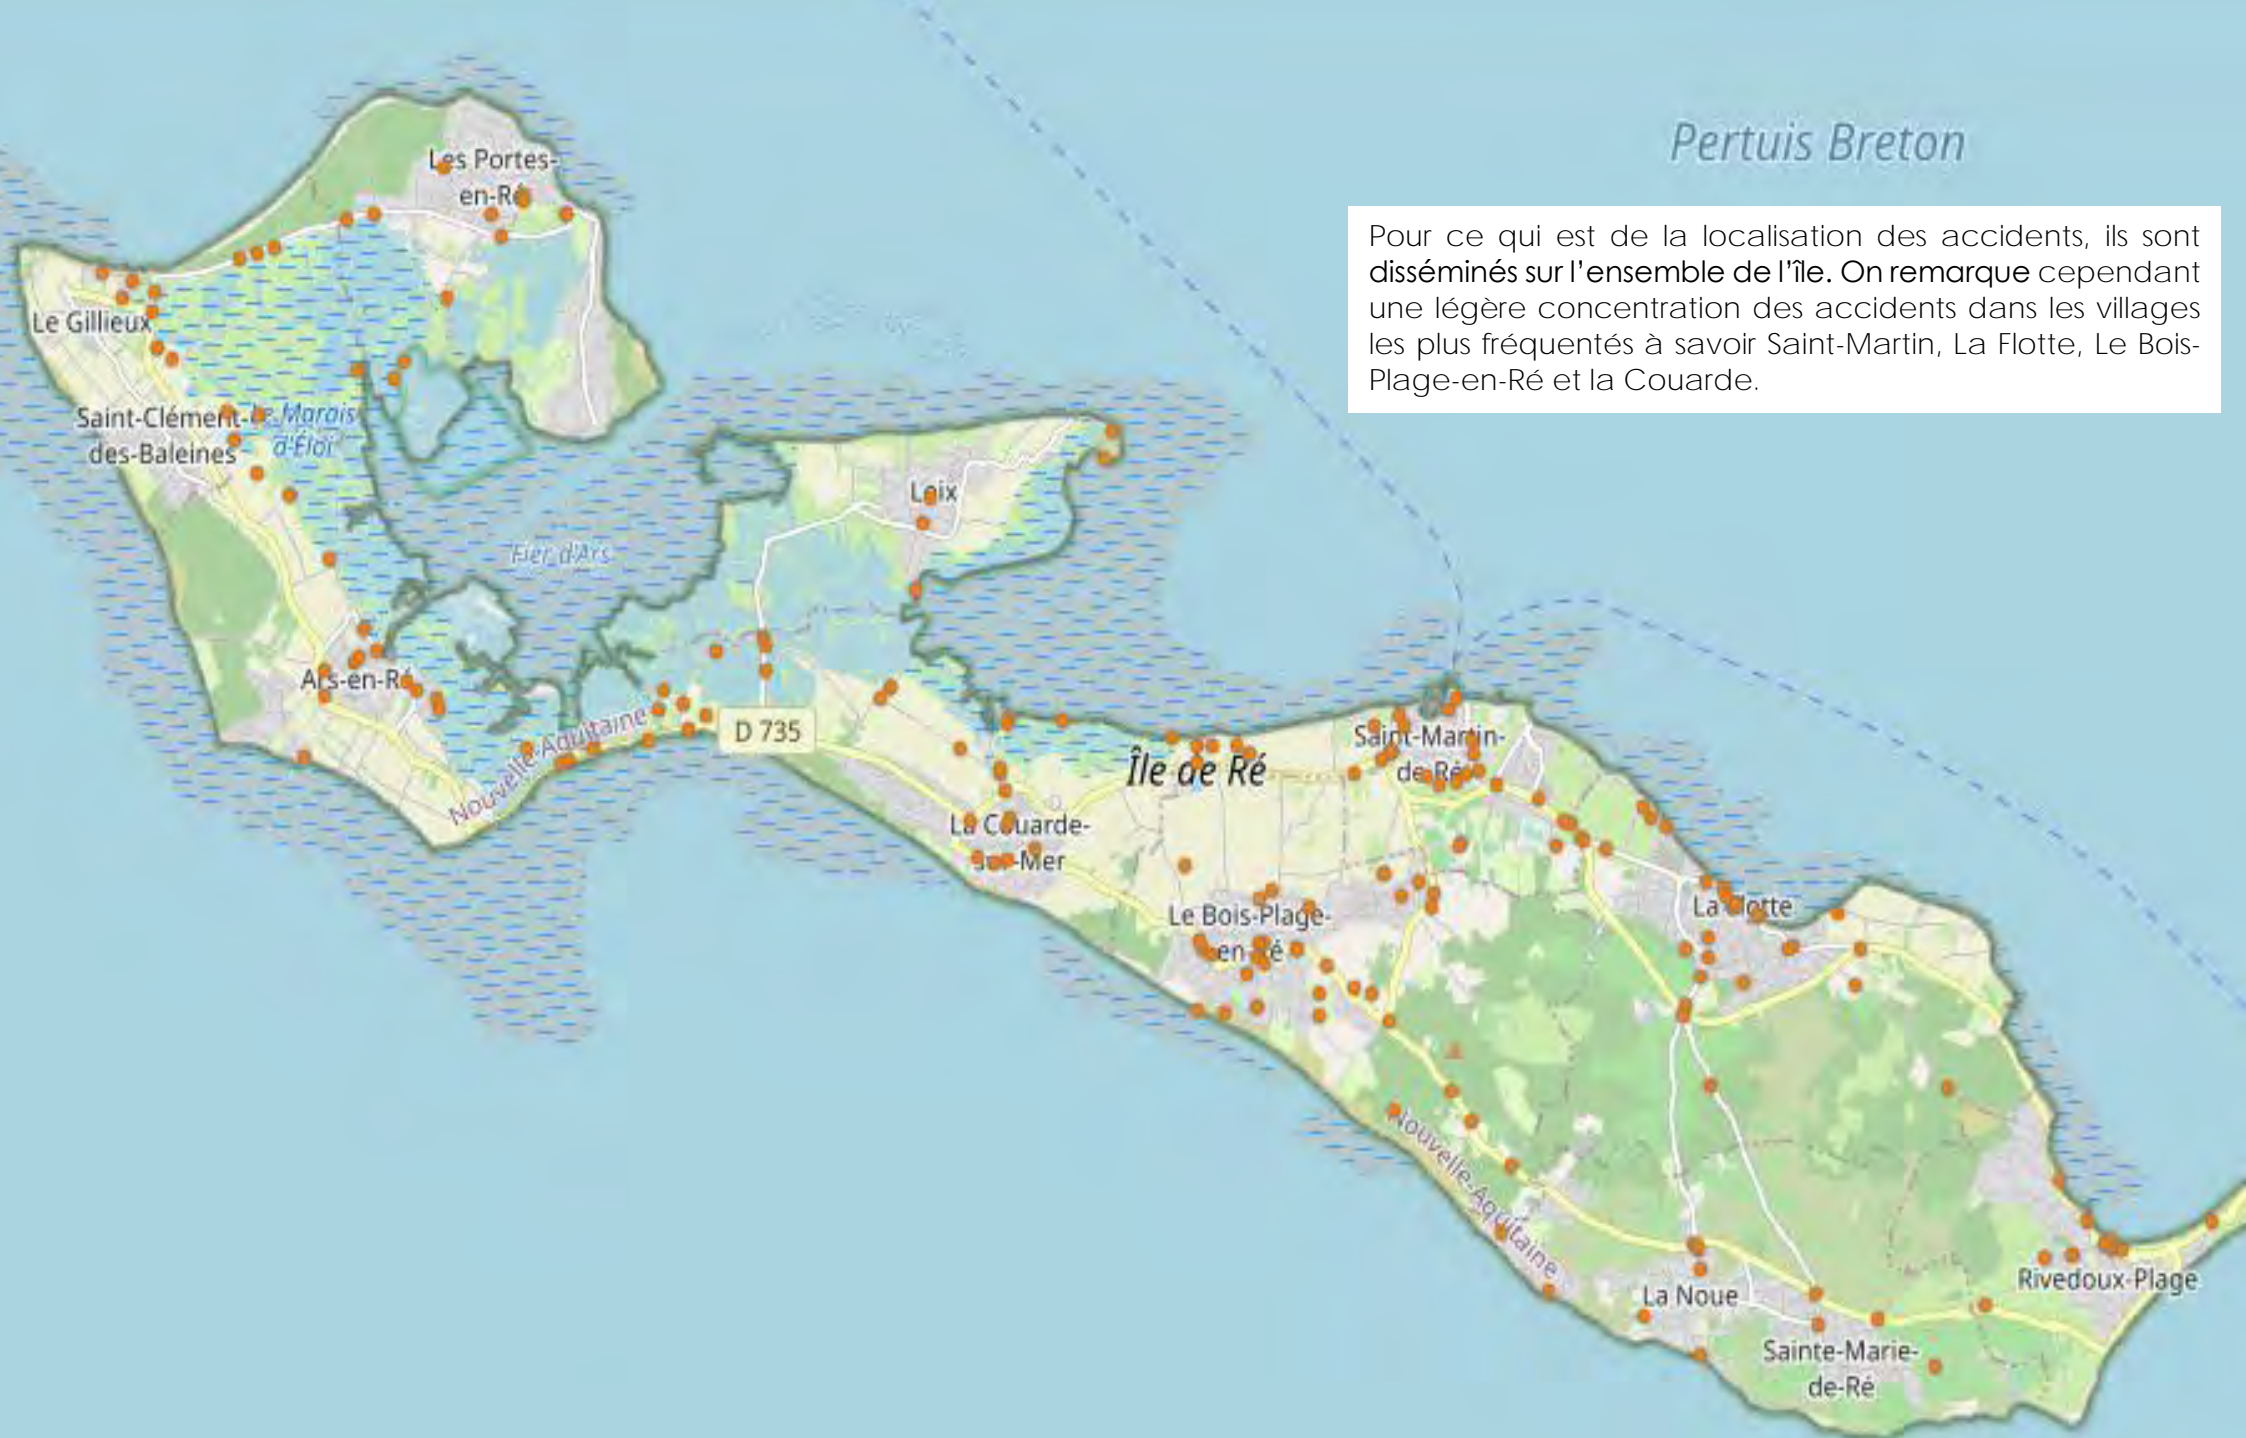 Pertuis Breton
Pour ce qui est de la localisation des accidents, ils sont
disséminés sur l'ensemble de l'île. On remarque cependant
une légère concentration des accidents dans les villages
les plus fréquentés à savoir Saint-Martin, La Flotte, Le Bois-
Plage-en-Ré et la Couarde.
Les Portes-
en-Ré
Le Gillieux
Saint-Clément-
des-Baleines
Le Marais
d'Éloi
Loix
Fier d'Ars
Ars-en-Ré
Nouvelle-Aquitaine
D 735
Île de Ré
Saint-Martin-
de-Ré
La Couarde-
sur-Mer
Le Bois-Plage-
en-Ré
La Flotte
Nouvelle-Aquitaine
La Noue
Rivedoux-Plage
Sainte-Marie-
de-Ré